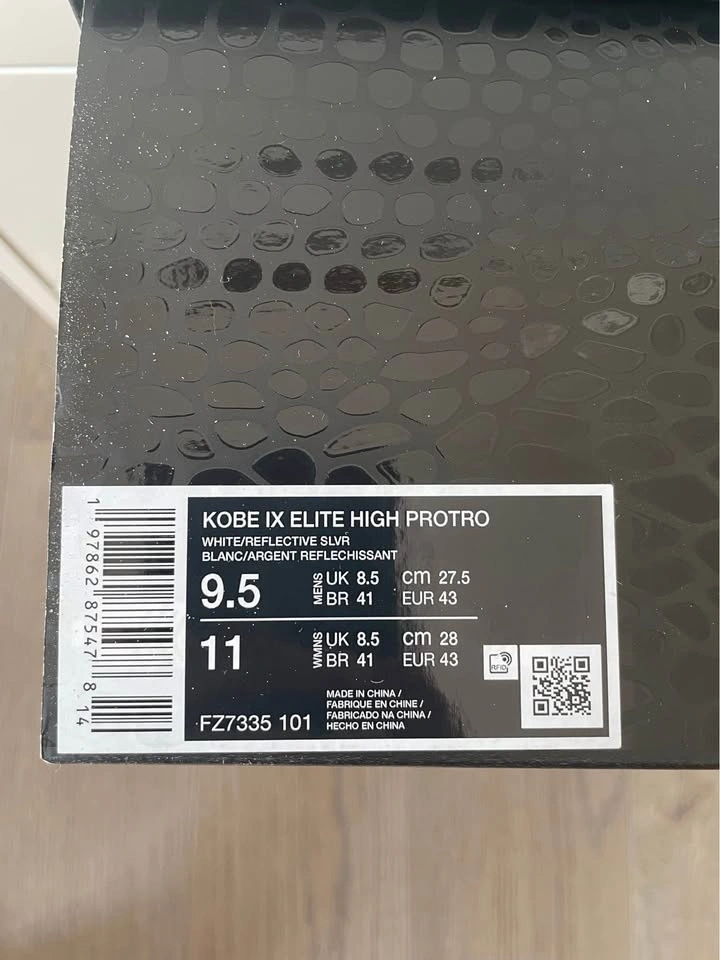 KOBE IX ELITE HIGH PROTRO
WHITE/REFLECTIVE SLVR
BLANC/ARGENT REFLECHISSANT
9.5 MENS UK 8.5 cm 27.5
BR 41 EUR 43
11 WMNS UK 8.5 cm 28
BR 41 EUR 43
RFID
MADE IN CHINA /
FABRIQUE EN CHINE /
FABRICADO NA CHINA /
HECHO EN CHINA
FZ7335 101
1 97862 87547 8 14